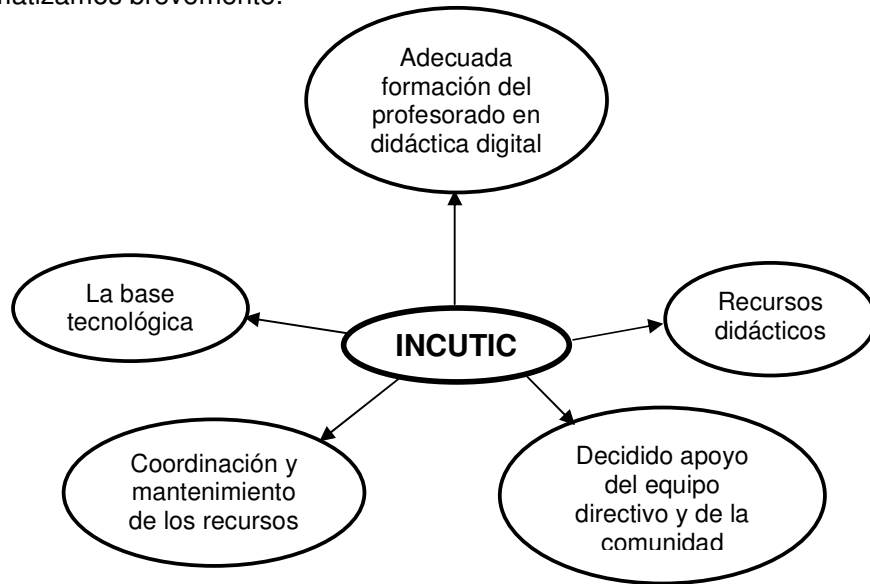 Adecuada
formación del
profesorado en
didáctica digital
La base
tecnológica
INCUTIC
Recursos
didácticos
Coordinación y
mantenimiento
de los recursos
Decidido apoyo
del equipo
directivo y de la
comunidad